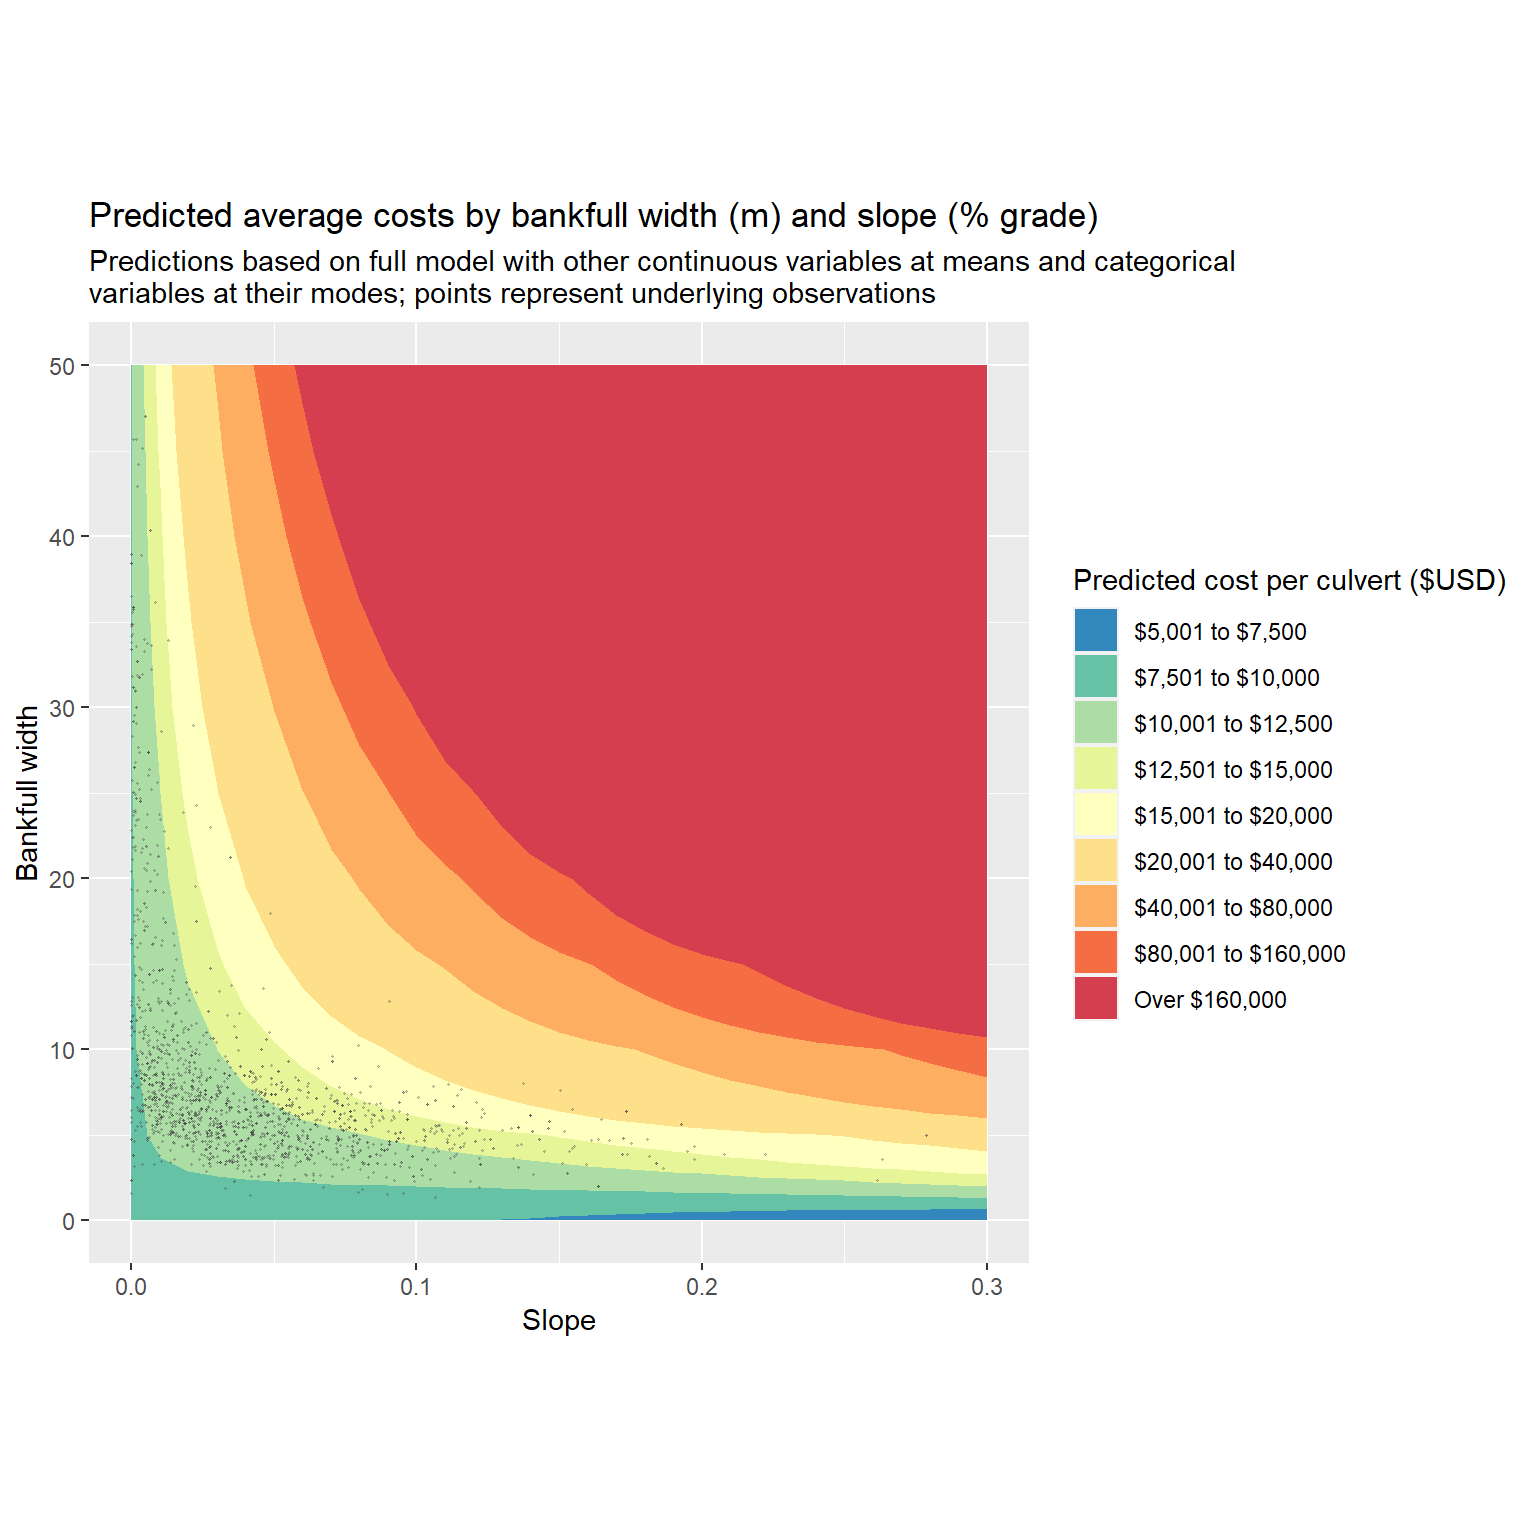 Predicted average costs by bankfull width (m) and slope (% grade)
Predictions based on full model with other continuous variables at means and categorical
variables at their modes; points represent underlying observations
50
40
30
20
10
0
Bankfull width
0.0
0.1
0.2
0.3
Slope
Predicted cost per culvert ($USD)
$5,001 to $7,500
$7,501 to $10,000
$10,001 to $12,500
$12,501 to $15,000
$15,001 to $20,000
$20,001 to $40,000
$40,001 to $80,000
$80,001 to $160,000
Over $160,000